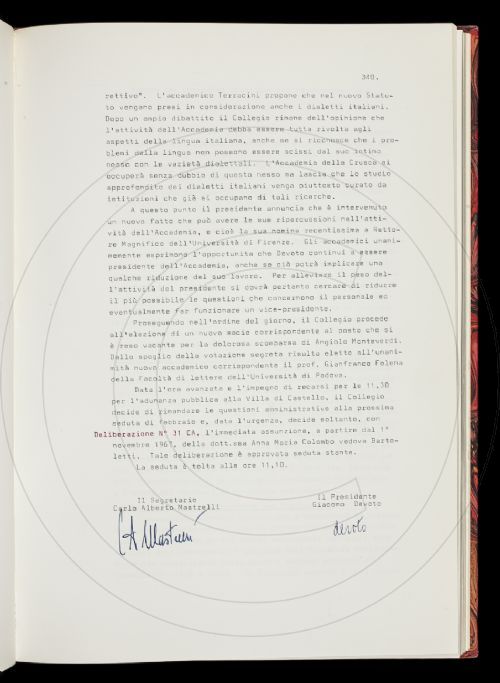 340.
rettivo". L'accademico Terracini propone che nel nuovo Statu-
to vengano presi in considerazione anche i dialetti italiani.
Dopo un ampio dibattito il Collegio rimane dell'opinione che
l'attività dell'Accademia debba essere tutta rivolta agli
aspetti della lingua italiana, anche se si riconosce che i pro-
blemi della lingua non possono essere scissi dal suo intimo
nesso con le varietà dialettali. L'Accademia della Crusca si
occuperà senza dubbio di questo nesso ma lascia che lo studio
approfondito dei dialetti italiani venga piuttosto curato da
istituzioni che già si occupano di tali ricerche.
A questo punto il presidente annuncia che è intervenuto
un nuovo fatto che può avere le sue ripercussioni nell'atti-
vità dell'Accademia, e cioè la sua nomina recentissima a Retto-
re Magnifico dell'Università di Firenze. Gli accademici unani-
memente esprimono l'opportunità che Devoto continui a essere
presidente dell'Accademia, anche se ciò potrà implicare una
qualche riduzione del suo lavoro. Per alleviare il peso del-
l'attività del presidente si dovrà pertanto cercare di ridurre
il più possibile le questioni che concernono il personale ed
eventualmente far funzionare un vice-presidente.
Proseguendo nell'ordine del giorno, il Collegio procede
all'elezione di un nuovo socio corrispondente al posto che si
è reso vacante per la dolorosa scomparsa di Angiolo Monteverdi.
Dallo spoglio della votazione segreta risulta eletto all'unani-
mità nuovo accademico corrispondente il prof. Gianfranco Folena
della Facoltà di lettere dell'Università di Padova.
Data l'ora avanzata e l'impegno di recarsi per le 11,30
per l'adunanza pubblica alla Villa di Castello, il Collegio
decide di rimandare le questioni amministrative alla prossima
seduta di febbraio e, data l'urgenza, decide soltanto, con
Deliberazione N° 31 CA, l'immediata assunzione, a partire dal 1°
novembre 1967, della dott.ssa Anna Maria Colombo vedova Barto-
letti. Tale deliberazione è approvata seduta stante.
La seduta è tolta alle ore 11,10.
Il Segretario
Carlo Alberto Mastrelli
Il Presidente
Giacomo Devoto
CA Mastrelli
devoto